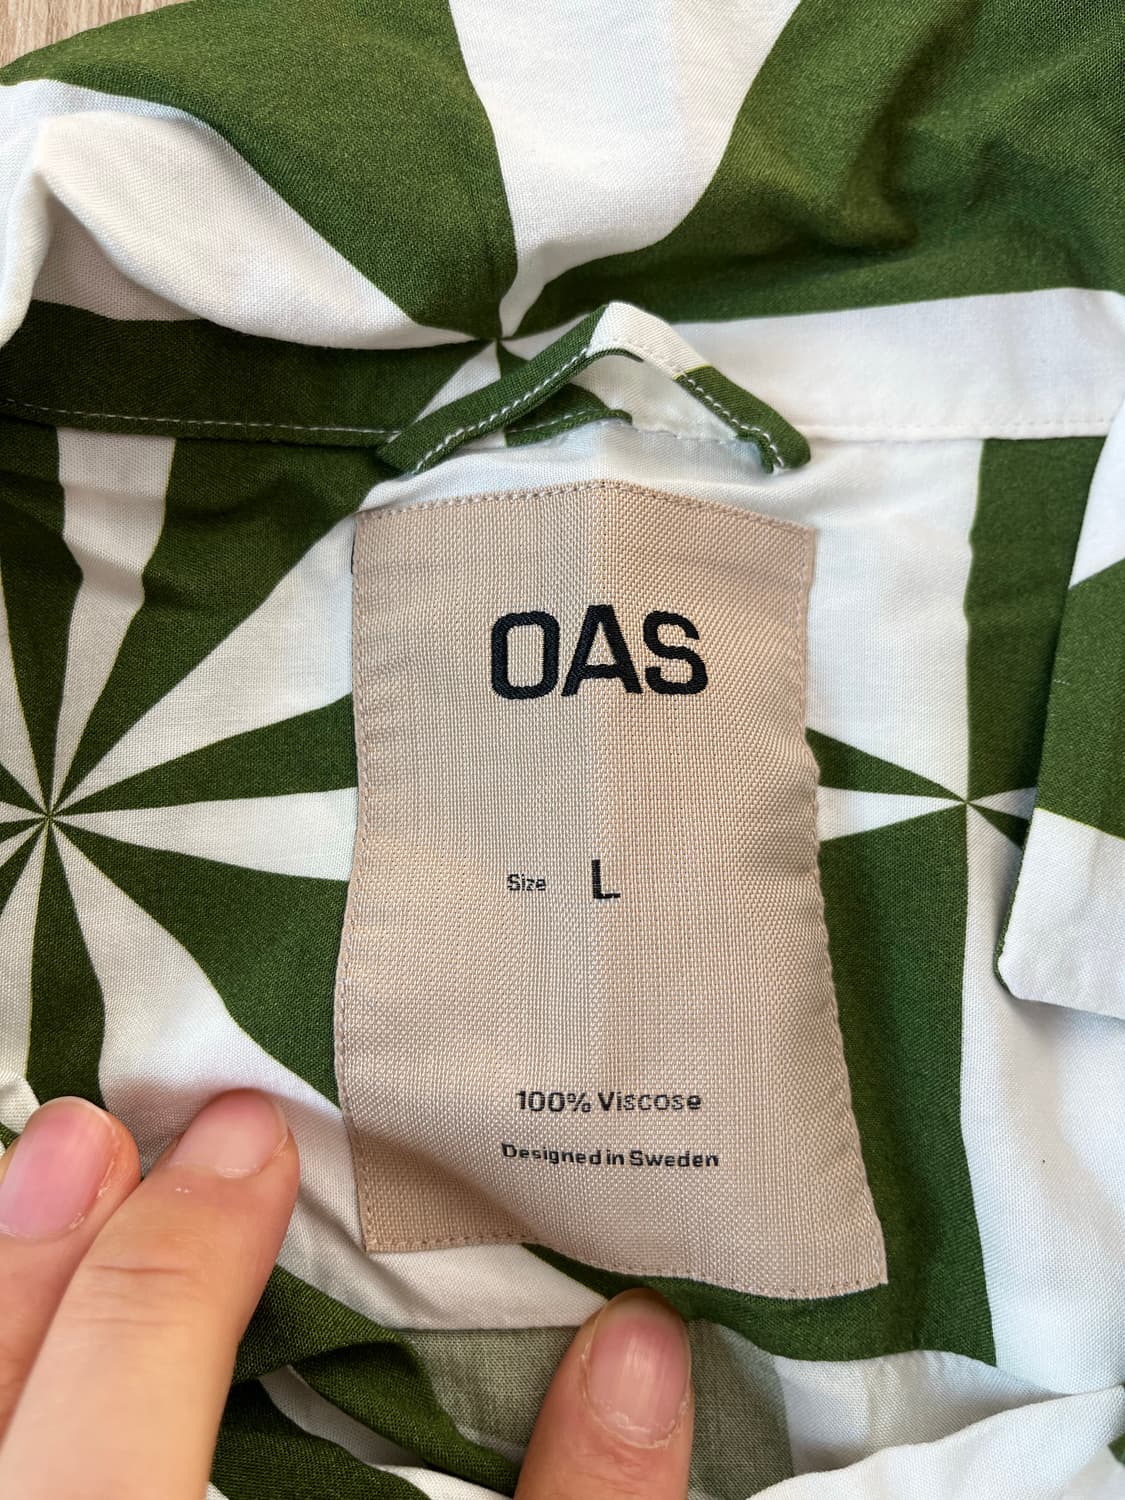 OAS
Size L
100% Viscose
Designed in Sweden